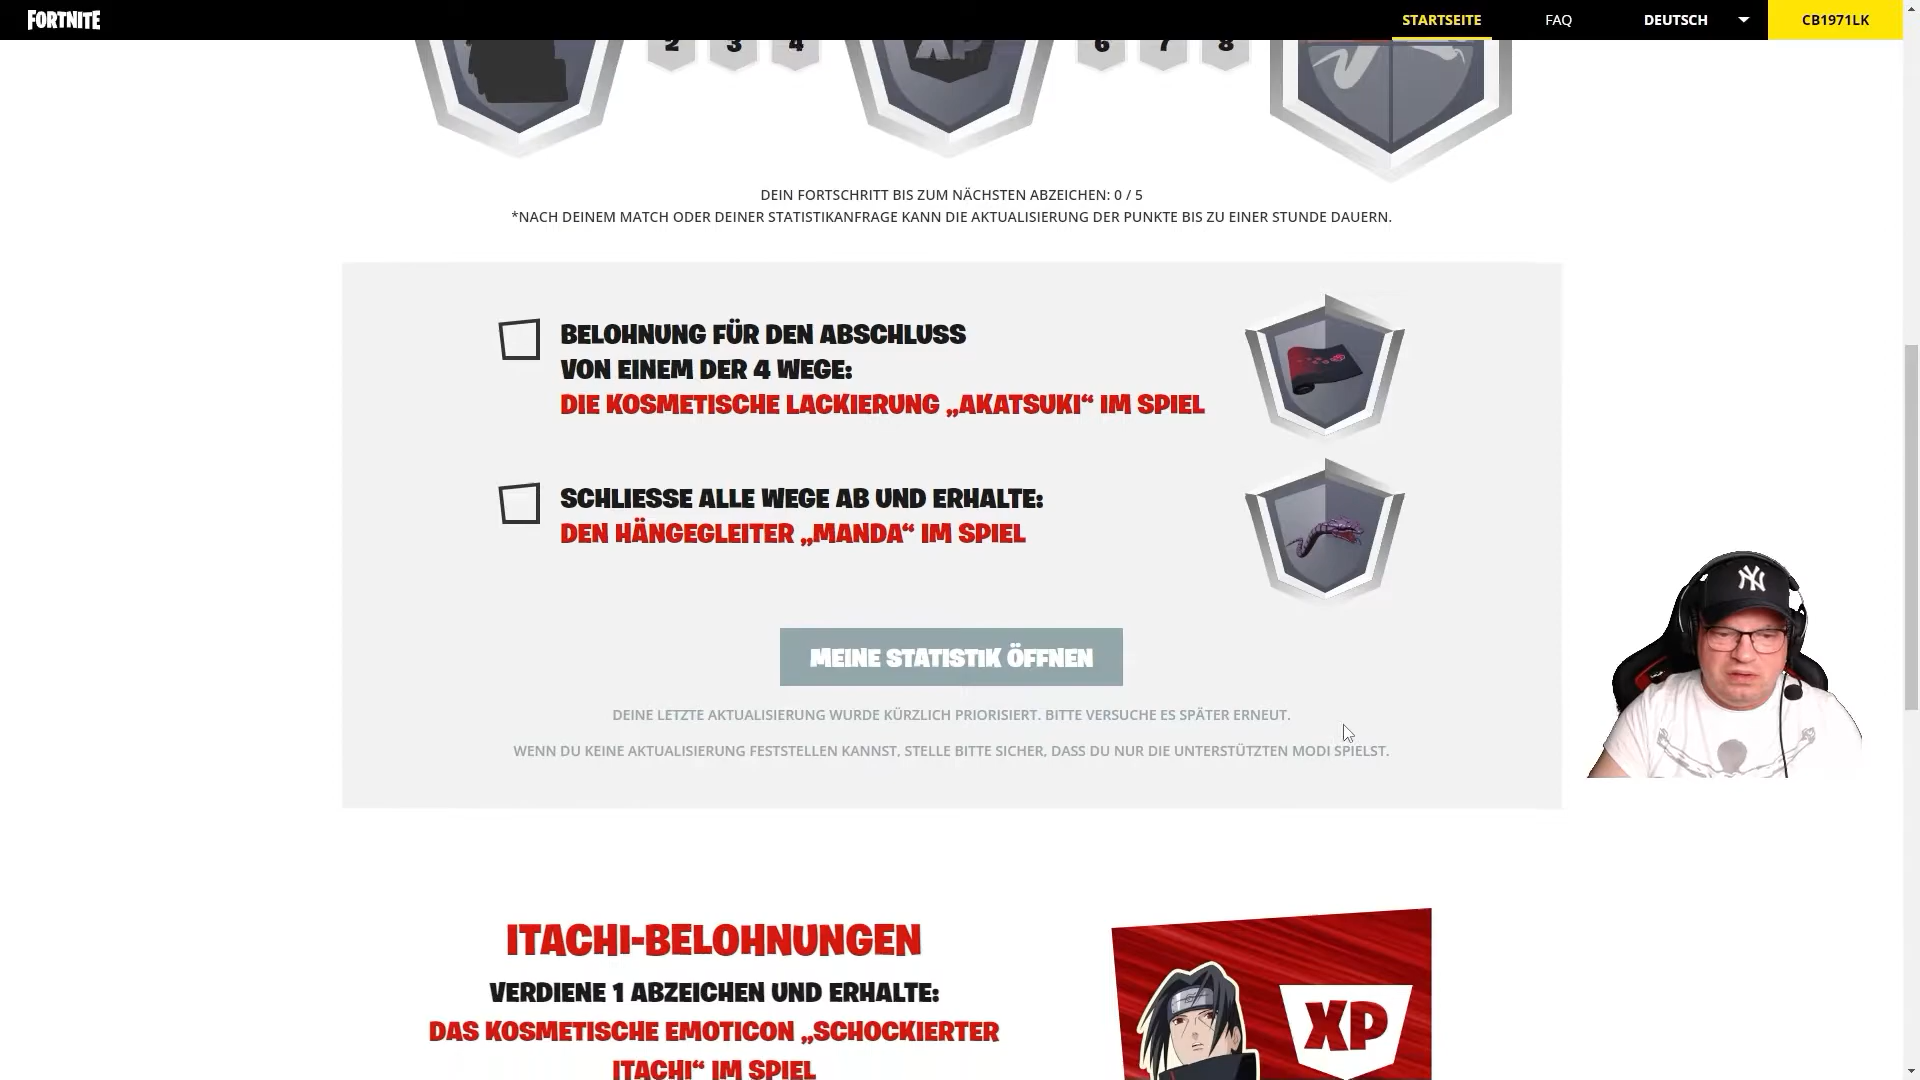 FORTNITE
STARTSEITE
FAQ
DEUTSCH
CB1971LK
2
3
4
XP
6
7
8
DEIN FORTSCHRITT BIS ZUM NÄCHSTEN ABZEICHEN: 0 / 5
*NACH DEINEM MATCH ODER DEINER STATISTIKANFRAGE KANN DIE AKTUALISIERUNG DER PUNKTE BIS ZU EINER STUNDE DAUERN.
BELOHNUNG FÜR DEN ABSCHLUSS
VON EINEM DER 4 WEGE:
DIE KOSMETISCHE LACKIERUNG „AKATSUKI“ IM SPIEL
SCHLIESSE ALLE WEGE AB UND ERHALTE:
DEN HÄNGEGLEITER „MANDA“ IM SPIEL
MEINE STATISTIK ÖFFNEN
DEINE LETZTE AKTUALISIERUNG WURDE KÜRZLICH PRIORISIERT. BITTE VERSUCHE ES SPÄTER ERNEUT.
WENN DU KEINE AKTUALISIERUNG FESTSTELLEN KANNST, STELLE BITTE SICHER, DASS DU NUR DIE UNTERSTÜTZTEN MODI SPIELST.
NY
ITACHI-BELOHNUNGEN
VERDIENE 1 ABZEICHEN UND ERHALTE:
DAS KOSMETISCHE EMOTICON „SCHOCKIERTER
ITACHI“ IM SPIEL
XP